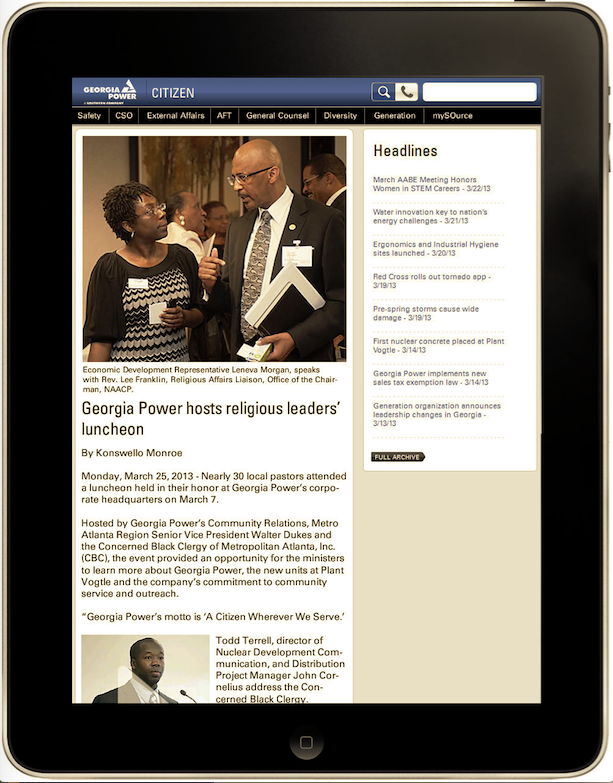 GEORGIA
POWER
A SOUTHERN COMPANY
CITIZEN
Safety CSO External Affairs AFT General Counsel Diversity Generation mySOurce
Economic Development Representative Leneva Morgan, speaks
with Rev. Lee Franklin, Religious Affairs Liaison, Office of the Chair-
man, NAACP.
Georgia Power hosts religious leaders’
luncheon
By Konswello Monroe
Monday, March 25, 2013 - Nearly 30 local pastors attended
a luncheon held in their honor at Georgia Power’s corpo-
rate headquarters on March 7.
Hosted by Georgia Power’s Community Relations, Metro
Atlanta Region Senior Vice President Walter Dukes and
the Concerned Black Clergy of Metropolitan Atlanta, Inc.
(CBC), the event provided an opportunity for the ministers
to learn more about Georgia Power, the new units at Plant
Vogtle and the company’s commitment to community
service and outreach.
“Georgia Power’s motto is ‘A Citizen Wherever We Serve.’
Todd Terrell, director of
Nuclear Development Com-
munication, and Distribution
Project Manager John Cor-
nelius address the Con-
cerned Black Clergy.
Headlines
March AABE Meeting Honors
Women in STEM Careers - 3/22/13
Water innovation key to nation's
energy challenges - 3/21/13
Ergonomics and Industrial Hygiene
sites launched - 3/20/13
Red Cross rolls out tornado app -
3/19/13
Pre-spring storms cause wide
damage - 3/19/13
First nuclear concrete placed at Plant
Vogtle - 3/14/13
Georgia Power implements new
sales tax exemption law - 3/14/13
Generation organization announces
leadership changes in Georgia -
3/13/13
FULL ARCHIVE